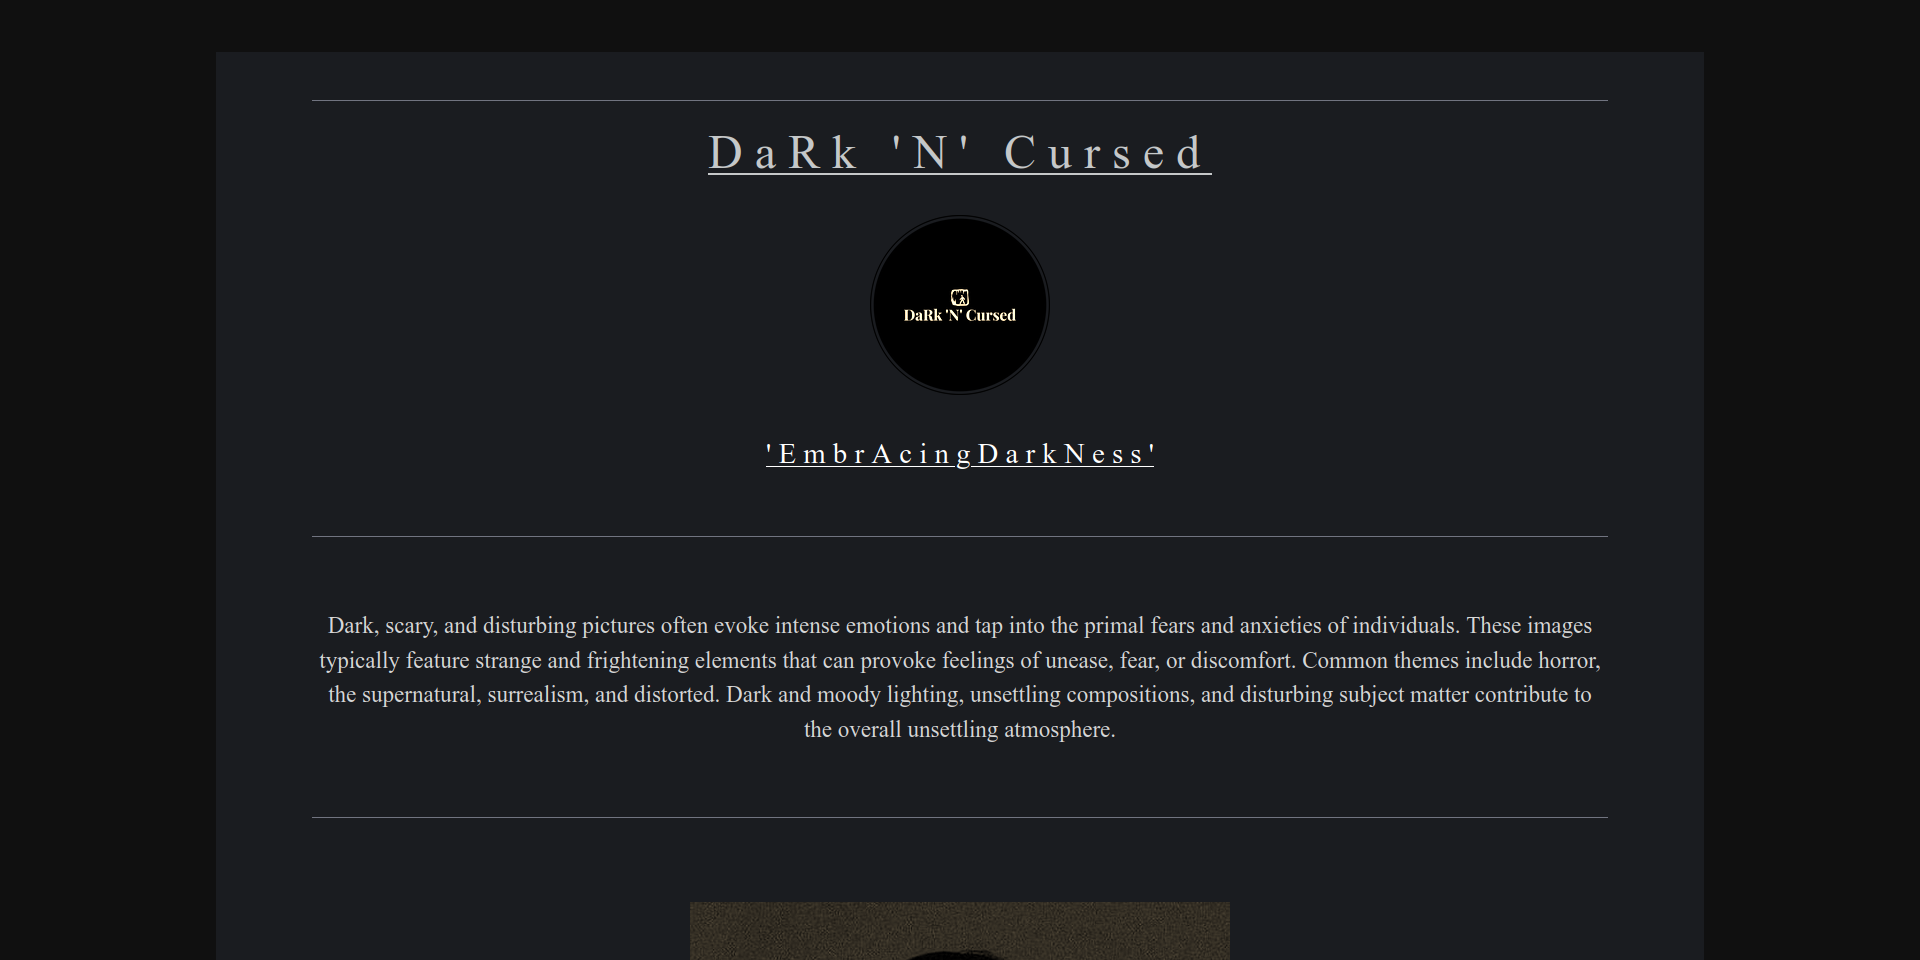 DaRk 'N' Cursed
DaRk 'N' Cursed
'EmbrAcingDarkNess'
Dark, scary, and disturbing pictures often evoke intense emotions and tap into the primal fears and anxieties of individuals. These images
typically feature strange and frightening elements that can provoke feelings of unease, fear, or discomfort. Common themes include horror,
the supernatural, surrealism, and distorted. Dark and moody lighting, unsettling compositions, and disturbing subject matter contribute to
the overall unsettling atmosphere.